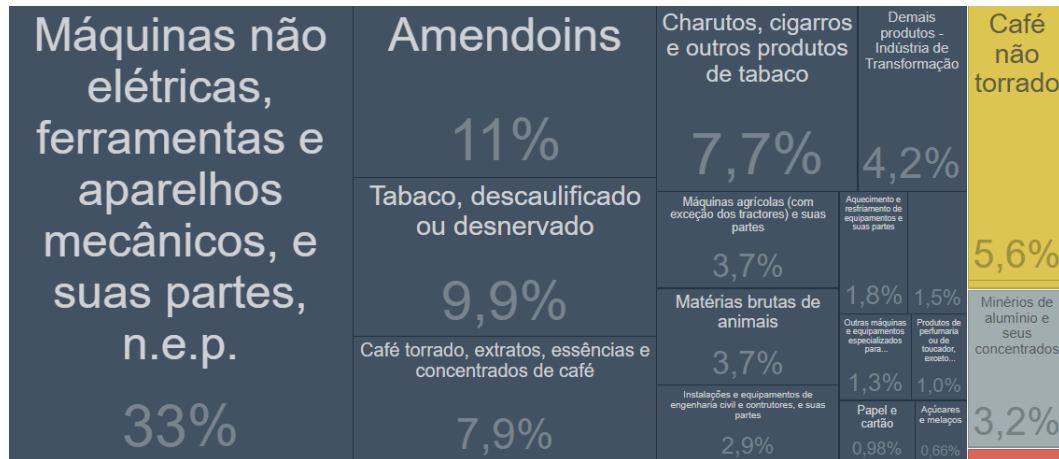 Máquinas não
elétricas,
ferramentas e
aparelhos
mecânicos, e
suas partes,
n.e.p.
33%
Amendoins
11%
Tabaco, descaulificado
ou desnervado
9,9%
Café torrado, extratos, essências e
concentrados de café
7,9%
Charutos, cigarros
e outros produtos
de tabaco
7,7%
Demais
produtos -
Indústria de
Transformação
4,2%
Máquinas agrícolas (com
exceção dos tractores) e suas
partes
3,7%
Matérias brutas de
animais
3,7%
Instalações e equipamentos de
engenharia civil e contrutores, e suas
partes
2,9%
Aquecimento e
resfriamento de
equipamentos e
suas partes
1,8%
1,5%
Outras máquinas
e equipamentos
especializados
para...
1,3%
Produtos de
perfumaria
ou de
toucador,
exceto...
1,0%
Papel e
cartão
0,98%
Açúcares
e melaços
0,66%
Café
não
torrado
5,6%
Minérios de
alumínio e
seus
concentrados
3,2%